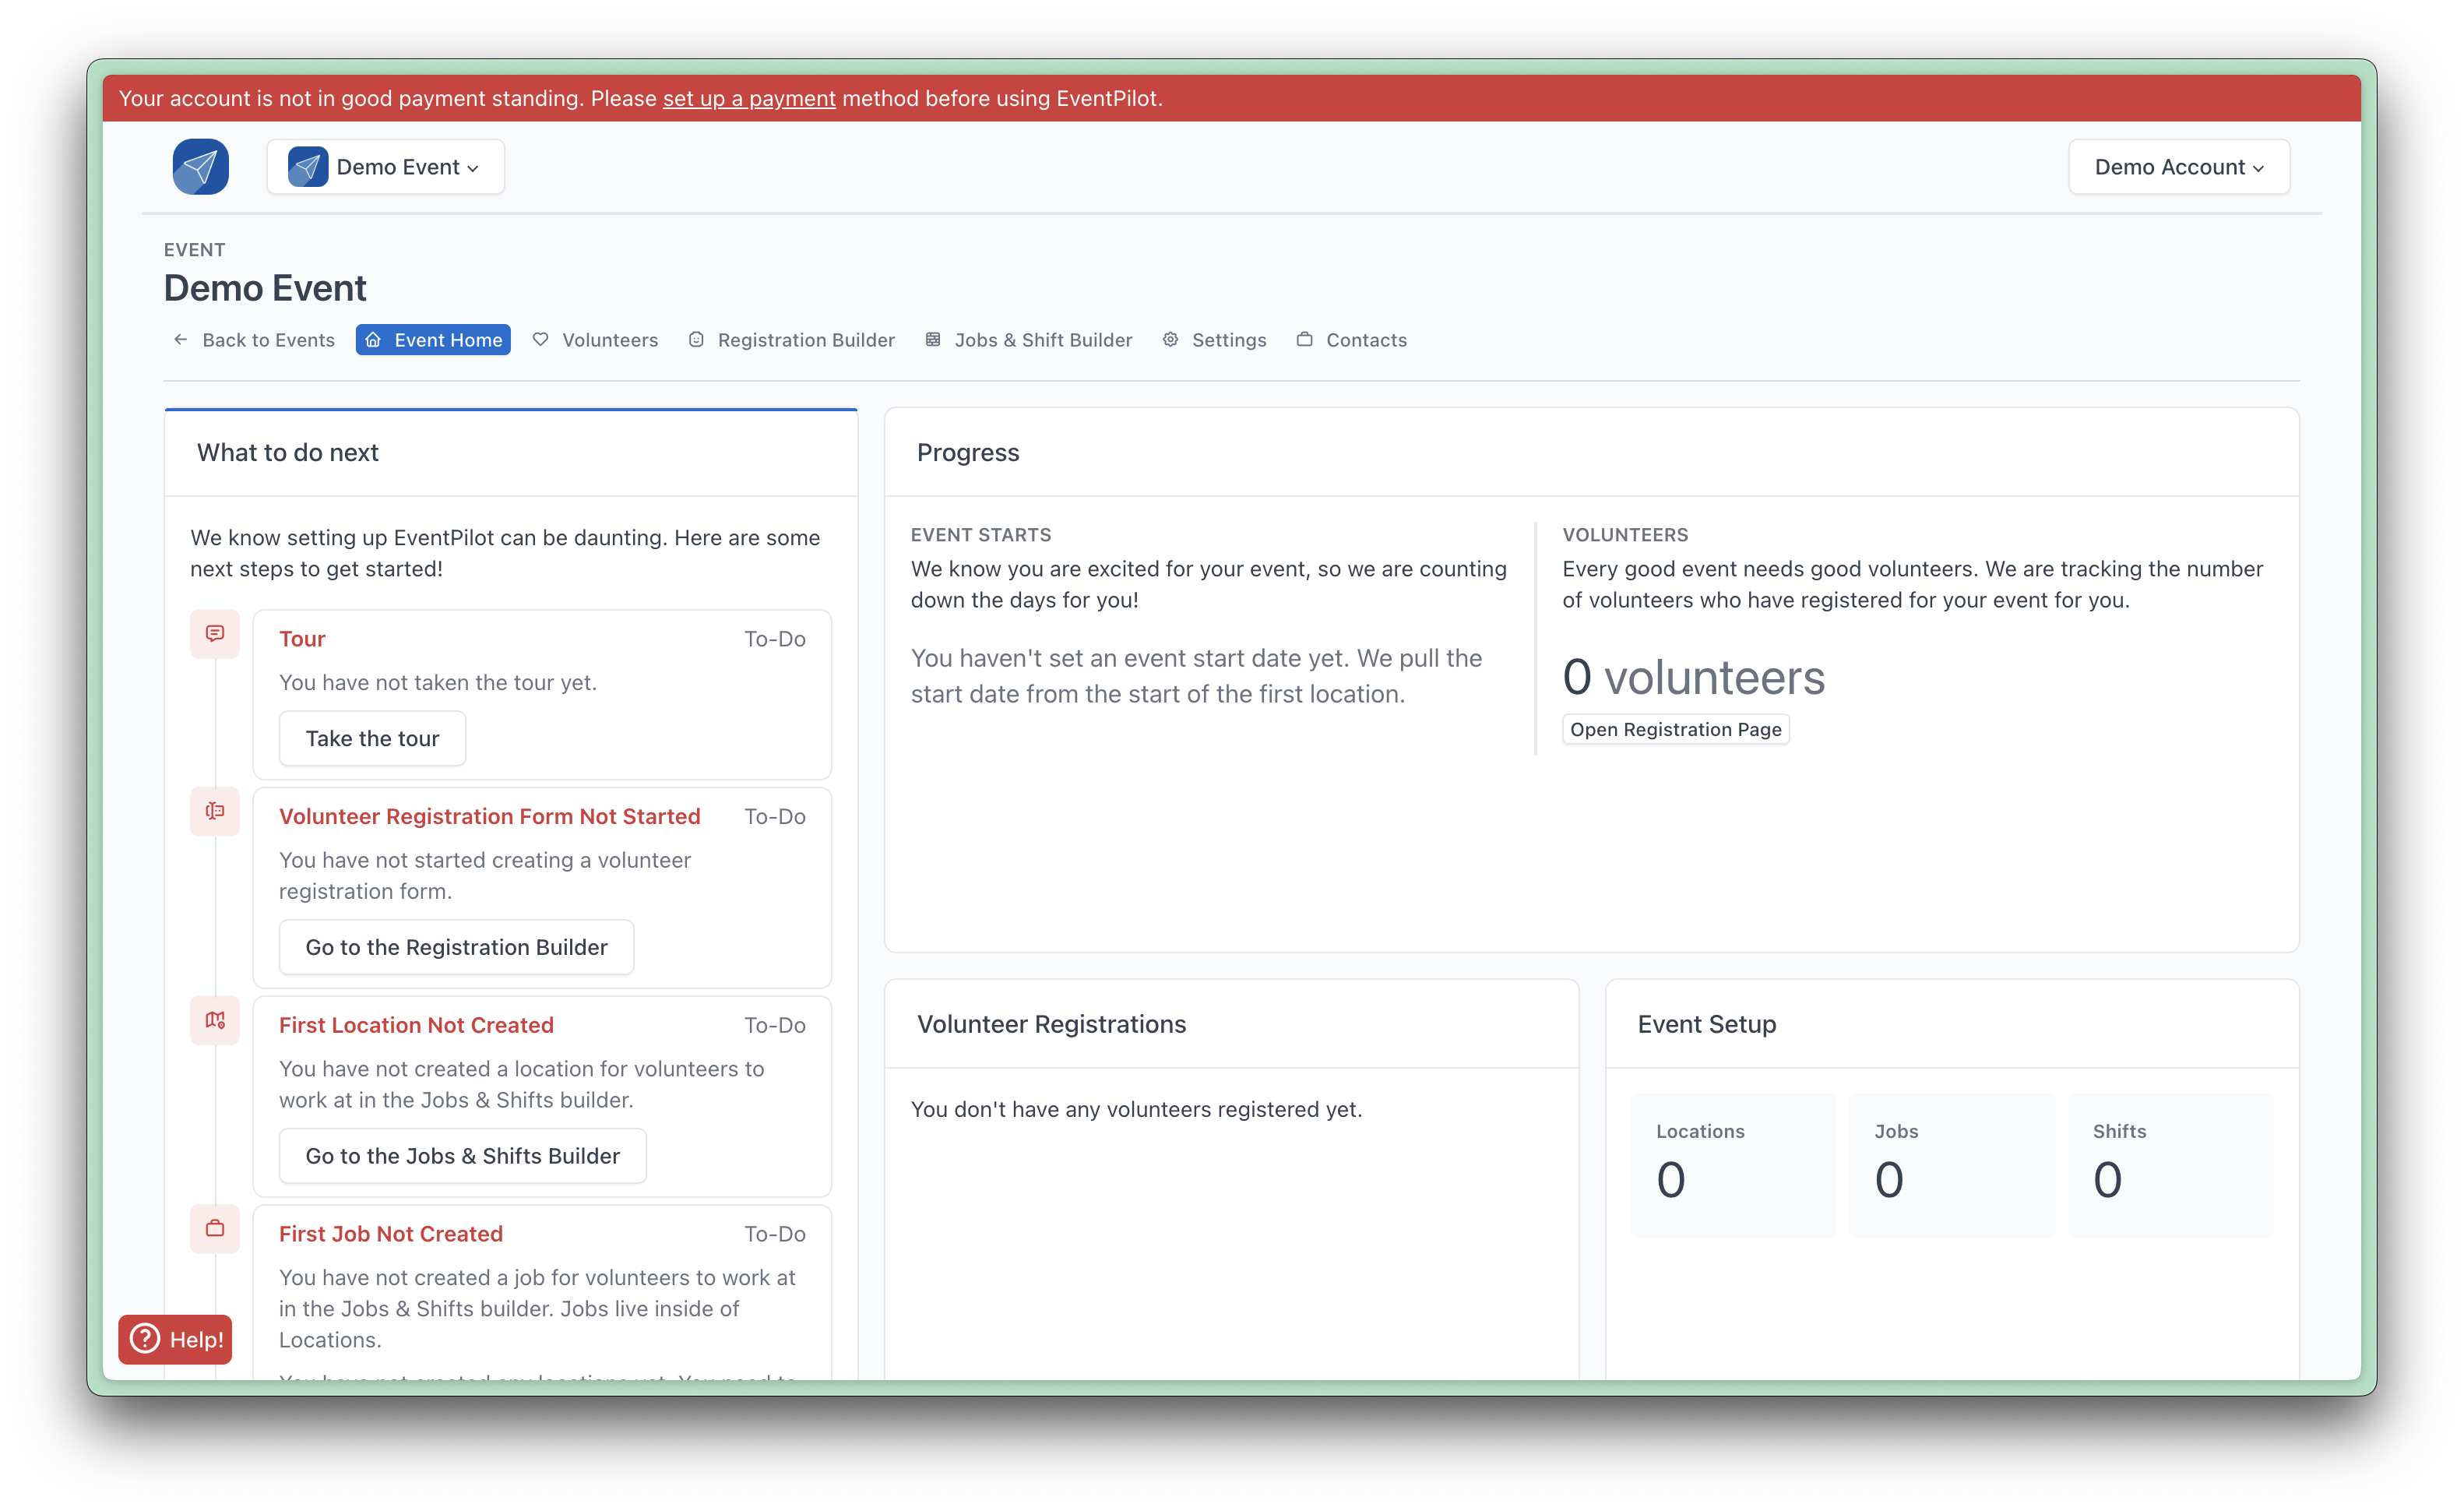 Your account is not in good payment standing. Please set up a payment method before using EventPilot.
Demo Event
Demo Account
EVENT
Demo Event
Back to Events
Event Home
Volunteers
Registration Builder
Jobs & Shift Builder
Settings
Contacts
What to do next
We know setting up EventPilot can be daunting. Here are some
next steps to get started!
Tour
To-Do
You have not taken the tour yet.
Take the tour
Volunteer Registration Form Not Started
To-Do
You have not started creating a volunteer
registration form.
Go to the Registration Builder
First Location Not Created
To-Do
You have not created a location for volunteers to
work at in the Jobs & Shifts builder.
Go to the Jobs & Shifts Builder
First Job Not Created
To-Do
You have not created a job for volunteers to work at
in the Jobs & Shifts builder. Jobs live inside of
Locations.
You have not created any locations yet. You need to
Help!
Progress
EVENT STARTS
We know you are excited for your event, so we are counting
down the days for you!
You haven't set an event start date yet. We pull the
start date from the start of the first location.
VOLUNTEERS
Every good event needs good volunteers. We are tracking the number
of volunteers who have registered for your event for you.
0 volunteers
Open Registration Page
Volunteer Registrations
You don't have any volunteers registered yet.
Event Setup
Locations
0
Jobs
0
Shifts
0